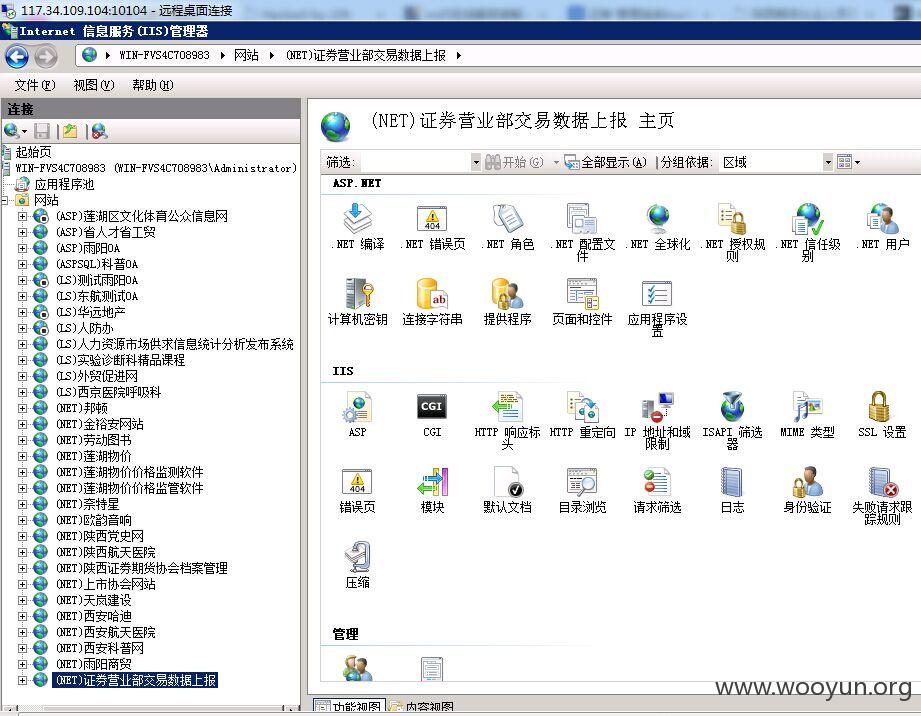 117.34.109.104:10104 - 远程桌面连接
Internet 信息服务(IIS)管理器
WIN-FVS4C708983 网站 (NET)证券营业部交易数据上报
文件(F) 视图(V) 帮助(H)
连接
起始页
WIN-FVS4C708983 (WIN-FVS4C708983\Administrator)
应用程序池
网站
(ASP)莲湖区文化体育公众信息网
(ASP)省人才省工贸
(ASP)雨阳OA
(ASPSQL)科普OA
(LS)测试雨阳OA
(LS)东航测试OA
(LS)华远地产
(LS)人防办
(LS)人力资源市场供求信息统计分析发布系统
(LS)实验诊断科精品课程
(LS)外贸促进网
(LS)西京医院呼吸科
(NET)邦顿
(NET)金裕安网站
(NET)劳动图书
(NET)莲湖物价
(NET)莲湖物价价格监测软件
(NET)莲湖物价价格监管软件
(NET)奈特星
(NET)欧韵音响
(NET)陕西党史网
(NET)陕西航天医院
(NET)陕西证券期货协会档案管理
(NET)上市协会网站
(NET)天岚建设
(NET)西安哈迪
(NET)西安航天医院
(NET)西安科普网
(NET)雨阳商贸
(NET)证券营业部交易数据上报
(NET)证券营业部交易数据上报 主页
筛选: 开始(G) 全部显示(A) 分组依据: 区域
ASP.NET
.NET 编译 .NET 错误页 .NET 角色 .NET 配置文件 .NET 全球化 .NET 授权规则 .NET 信任级别 .NET 用户
计算机密钥 连接字符串 提供程序 页面和控件 应用程序设置
IIS
ASP CGI HTTP 响应标头 HTTP 重定向 IP 地址和域限制 ISAPI 筛选器 MIME 类型 SSL 设置
错误页 模块 默认文档 目录浏览 请求筛选 日志 身份验证 失败请求跟踪规则
压缩
管理
功能视图 内容视图
www.wooyun.org